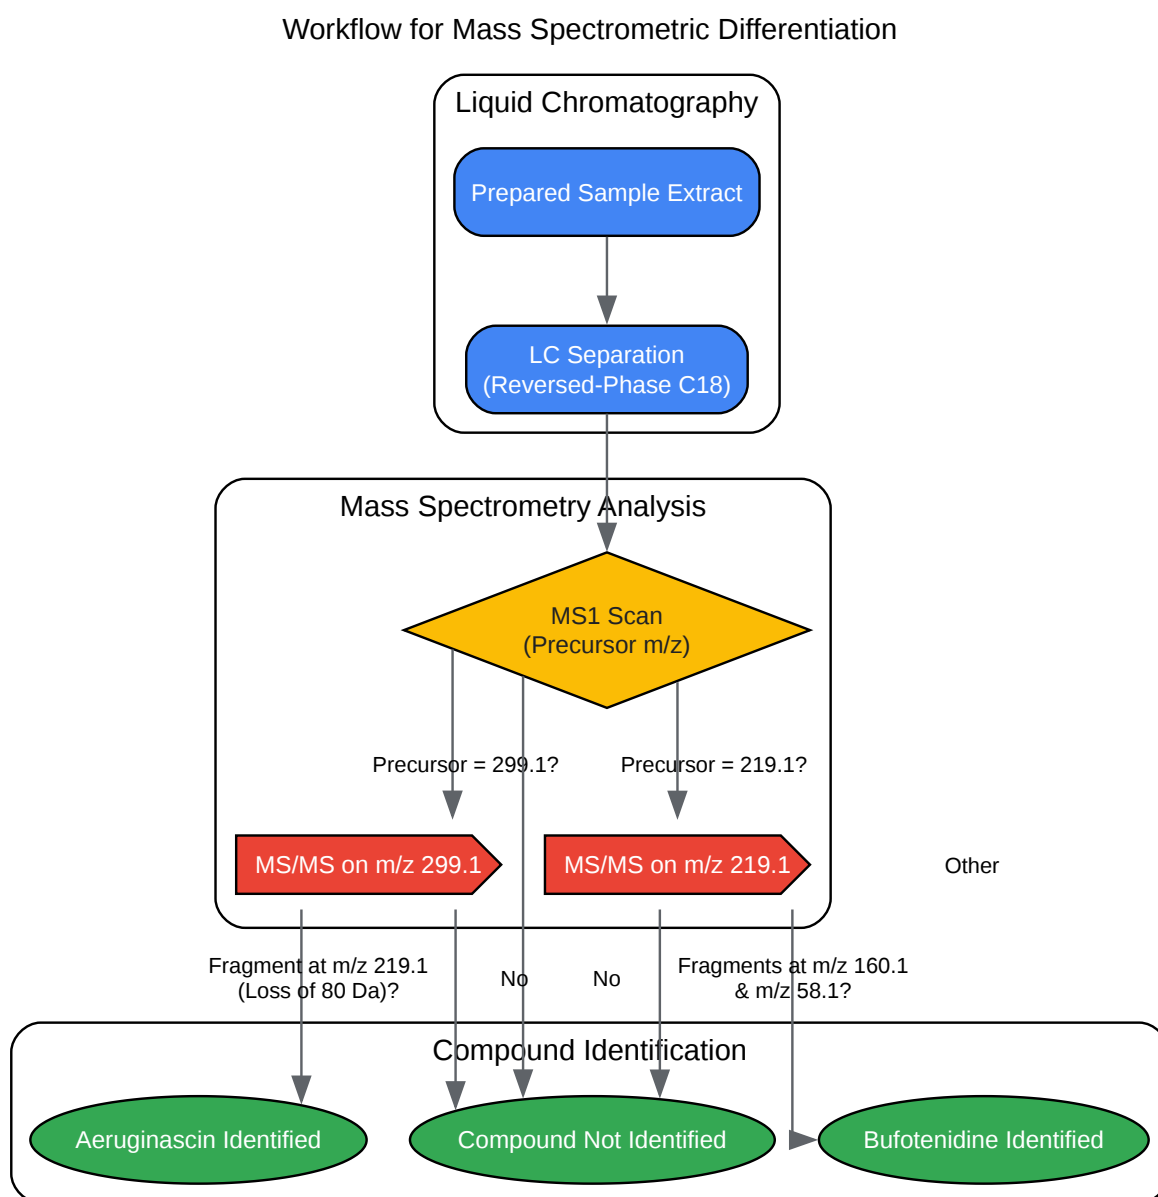 Workflow for Mass Spectrometric Differentiation
Liquid Chromatography
Prepared Sample Extract
LC Separation
(Reversed-Phase C18)
Mass Spectrometry Analysis
MS1 Scan
(Precursor m/z)
Precursor = 299.1?
Precursor = 219.1?
MS/MS on m/z 299.1
MS/MS on m/z 219.1
Other
Fragment at m/z 219.1
(Loss of 80 Da)?
No
No
Fragments at m/z 160.1
& m/z 58.1?
Compound Identification
Aeruginascin Identified
Compound Not Identified
Bufotenidine Identified